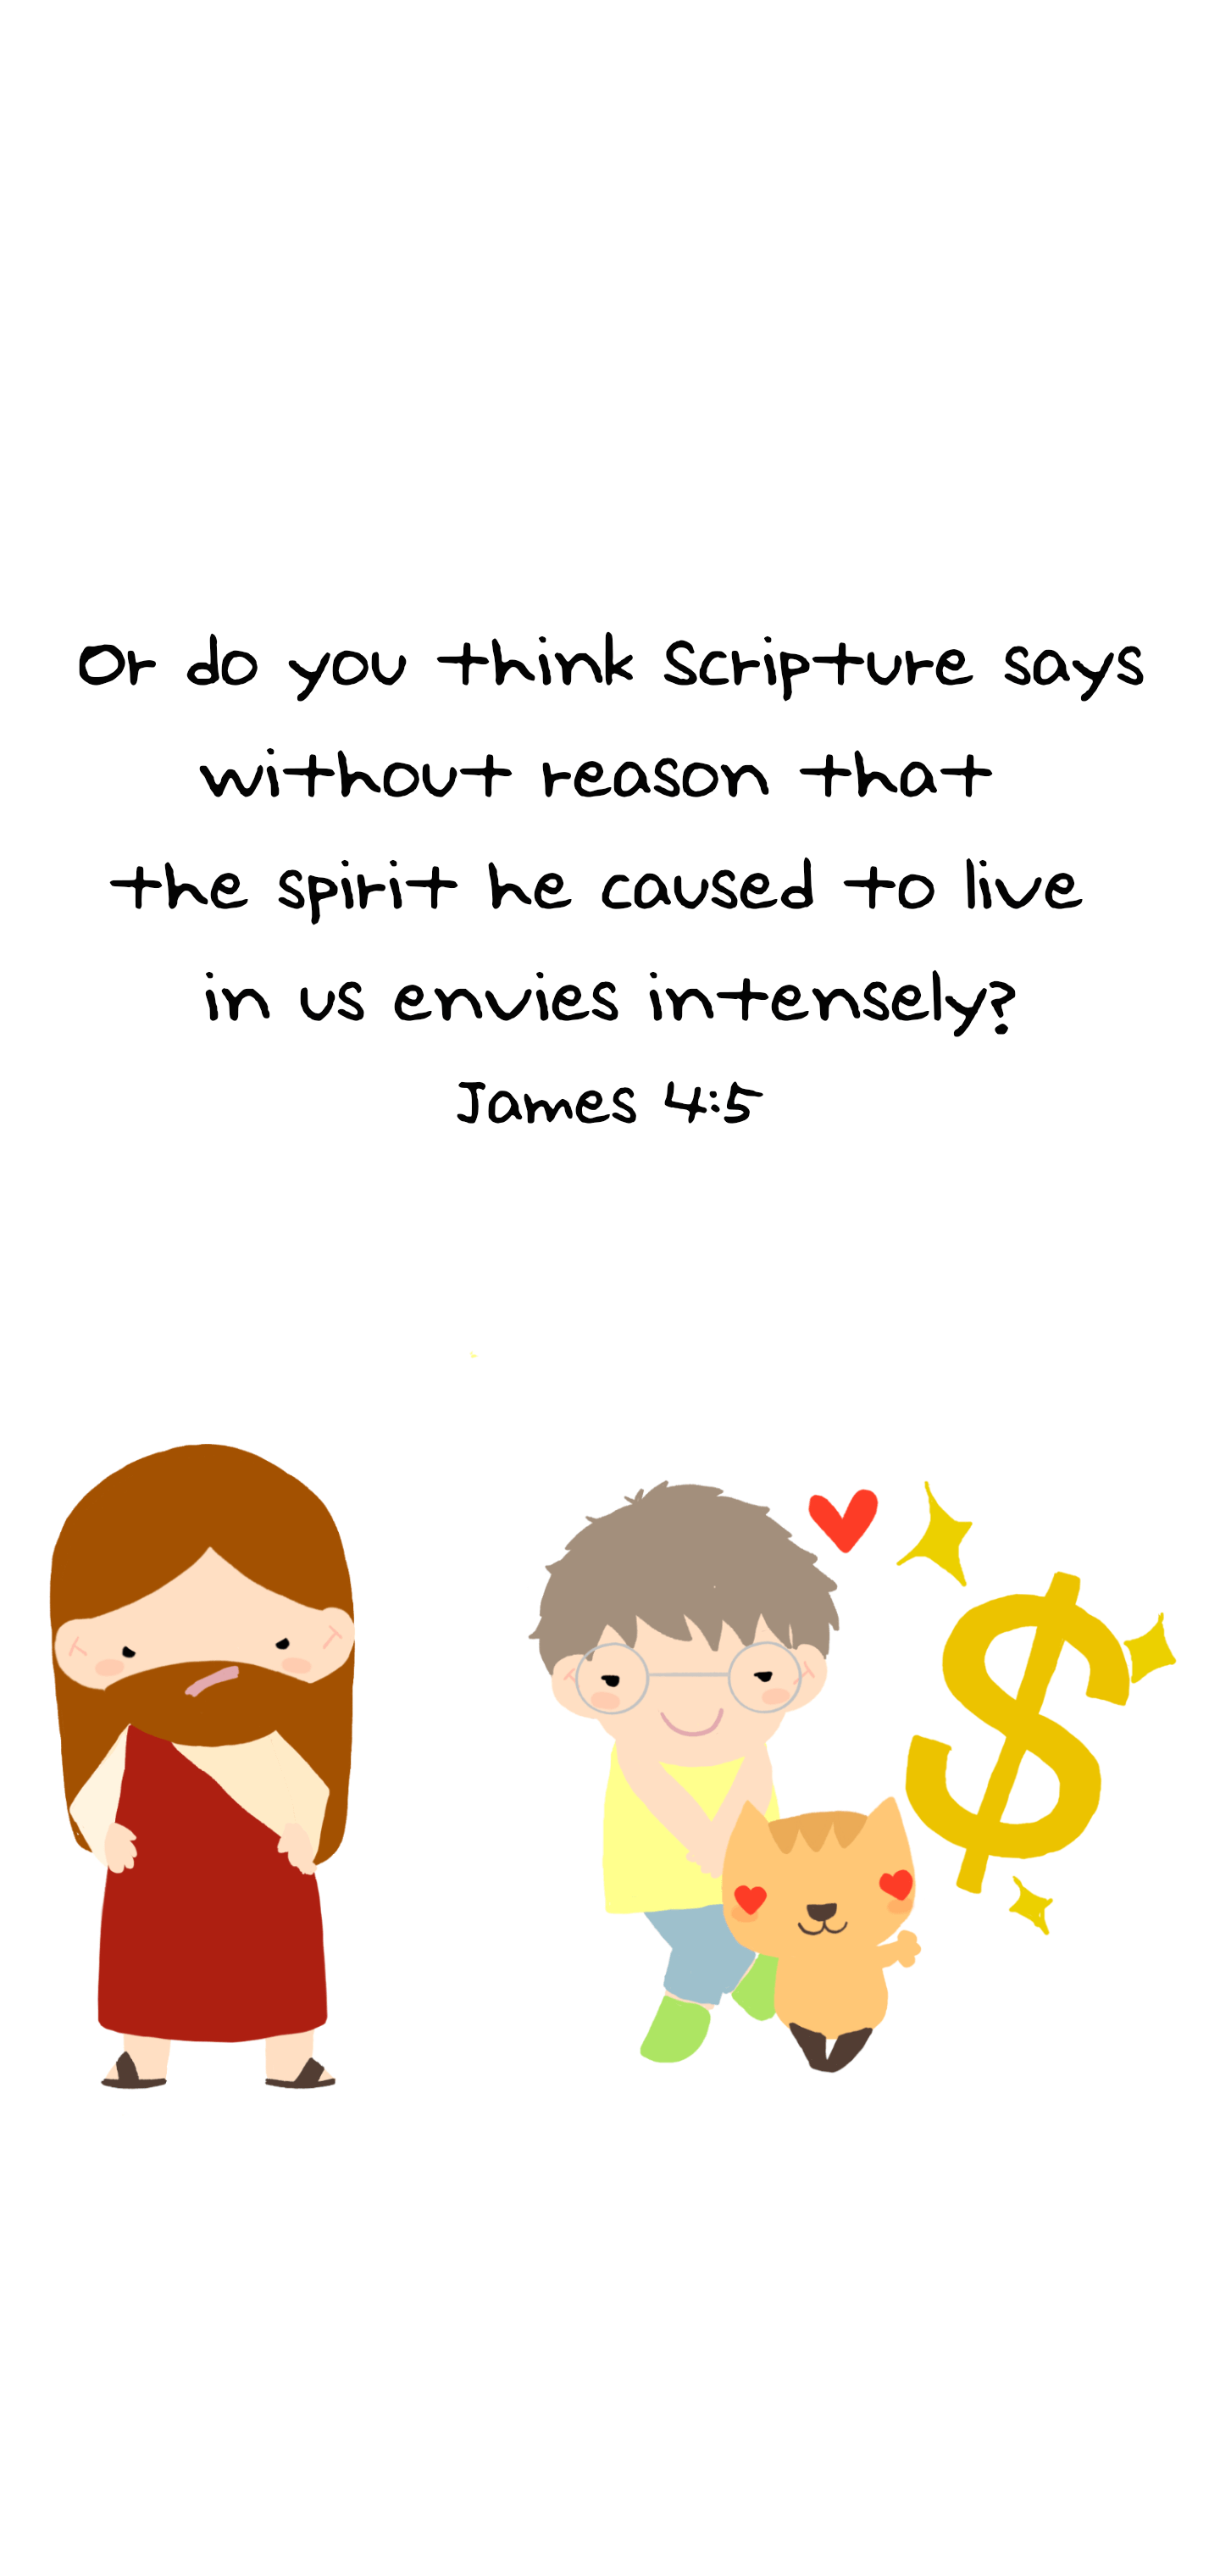 Or do you think Scripture says
without reason that
the spirit he caused to live
in us envies intensely?
James 4:5
$